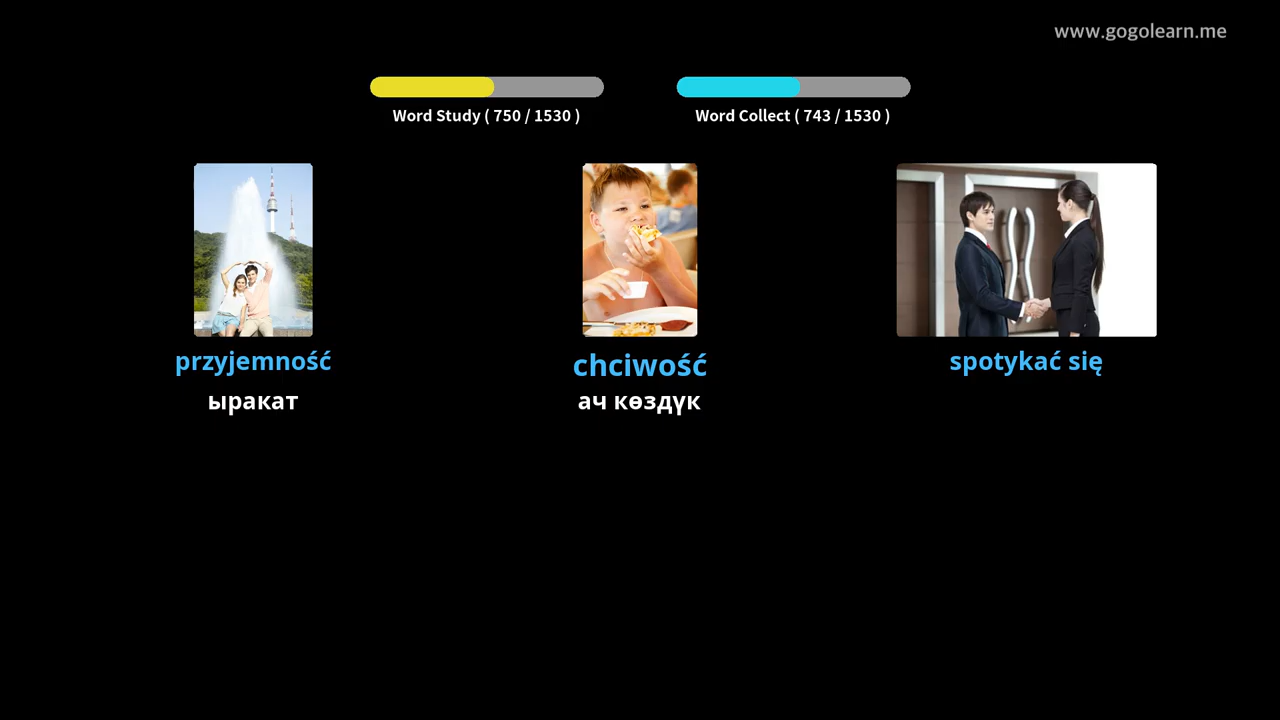 www.gogolearn.me
Word Study ( 750 / 1530 )
Word Collect ( 743 / 1530 )
przyjemność
chciwość
spotykać się
ыракат
ач көздүк